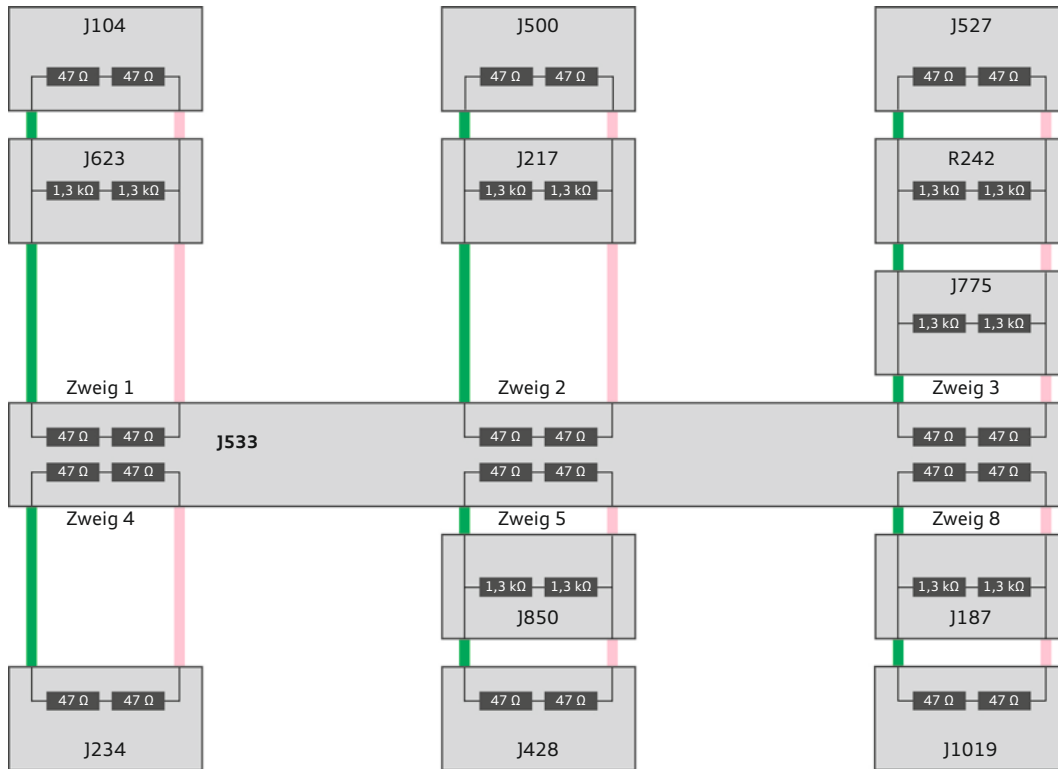 J104 J500 J527
47 Ω 47 Ω 47 Ω 47 Ω 47 Ω 47 Ω
J623 J217 R242
1,3 kΩ 1,3 kΩ 1,3 kΩ 1,3 kΩ 1,3 kΩ 1,3 kΩ
J775
1,3 kΩ 1,3 kΩ
Zweig 1 Zweig 2 Zweig 3
47 Ω 47 Ω J533 47 Ω 47 Ω 47 Ω 47 Ω
47 Ω 47 Ω 47 Ω 47 Ω 47 Ω 47 Ω
Zweig 4 Zweig 5 Zweig 8
1,3 kΩ 1,3 kΩ 1,3 kΩ 1,3 kΩ
J850 J187
47 Ω 47 Ω 47 Ω 47 Ω 47 Ω 47 Ω
J234 J428 J1019